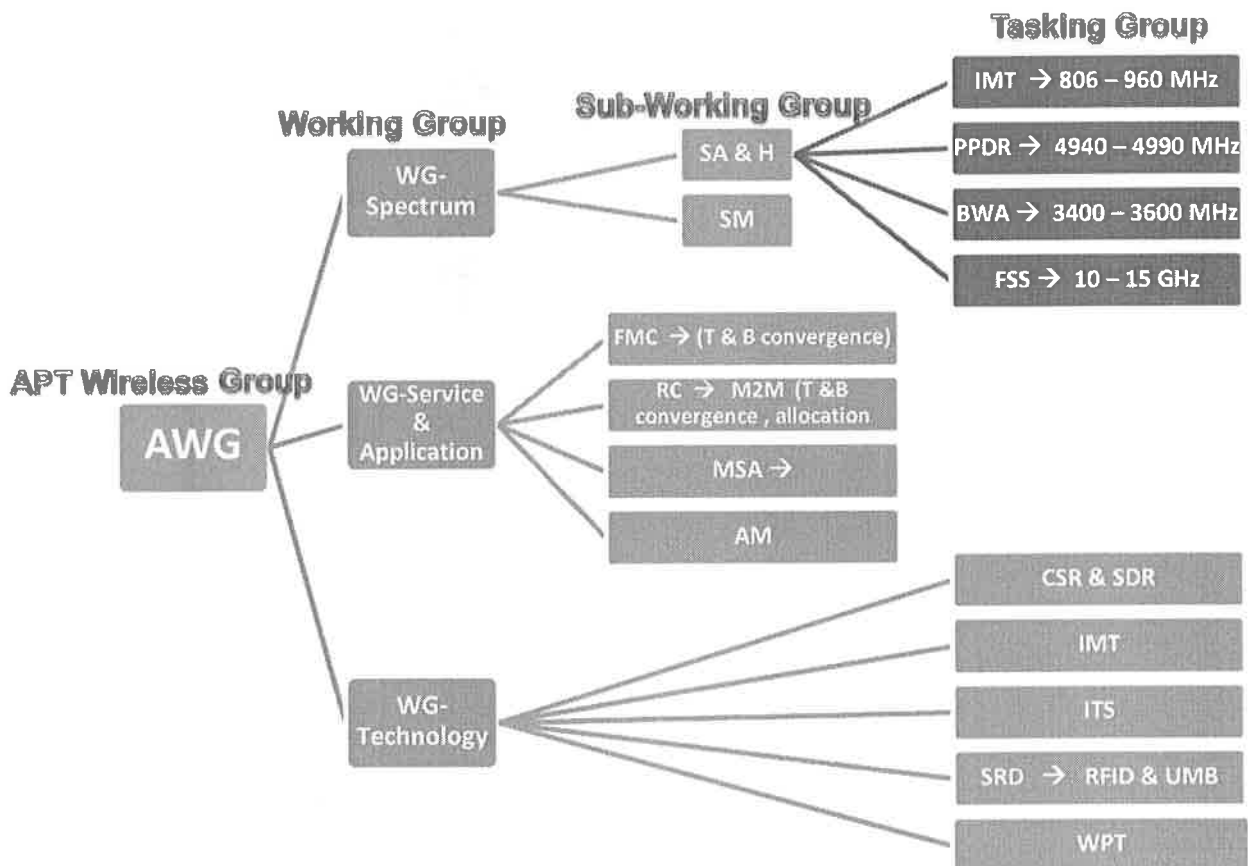 Tasking Group
IMT → 806 – 960 MHz
Sub-Working Group
Working Group
SA & H
PPDR → 4940 – 4990 MHz
WG-
Spectrum
SM
BWA → 3400 – 3600 MHz
FSS → 10 – 15 GHz
FMC → (T & B convergence)
APT Wireless Group
AWG
WG-Service
&
Application
RC → M2M (T &B
convergence , allocation
MSA →
AM
CSR & SDR
IMT
WG-
Technology
ITS
SRD → RFID & UMB
WPT